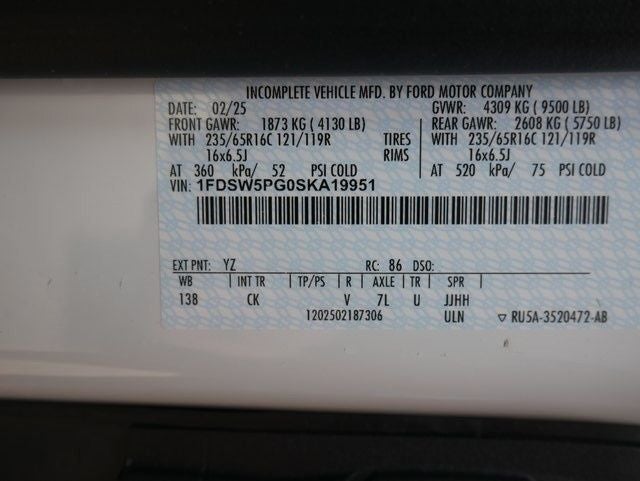 INCOMPLETE VEHICLE MFD. BY FORD MOTOR COMPANY
DATE: 02/25 GVWR: 4309 KG (9500 LB)
FRONT GAWR: 1873 KG (4130 LB) REAR GAWR: 2608 KG (5750 LB)
WITH 235/65R16C 121/119R TIRES WITH 235/65R16C 121/119R
16x6.5J RIMS 16x6.5J
AT 360 kPa/ 52 PSI COLD AT 520 kPa/ 75 PSI COLD
VIN: 1FDSW5PG0SKA19951
EXT PNT: YZ RC: 86 DSO:
WB | INT TR | TP/PS | R | AXLE | TR | SPR
138 CK V 7L U JJHH
1202502187306 ULN ▽ RU5A-3520472-AB